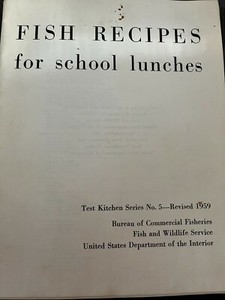 FISH RECIPES
for school lunches
Test Kitchen Series No. 5—Revised 1959
Bureau of Commercial Fisheries
Fish and Wildlife Service
United States Department of the Interior